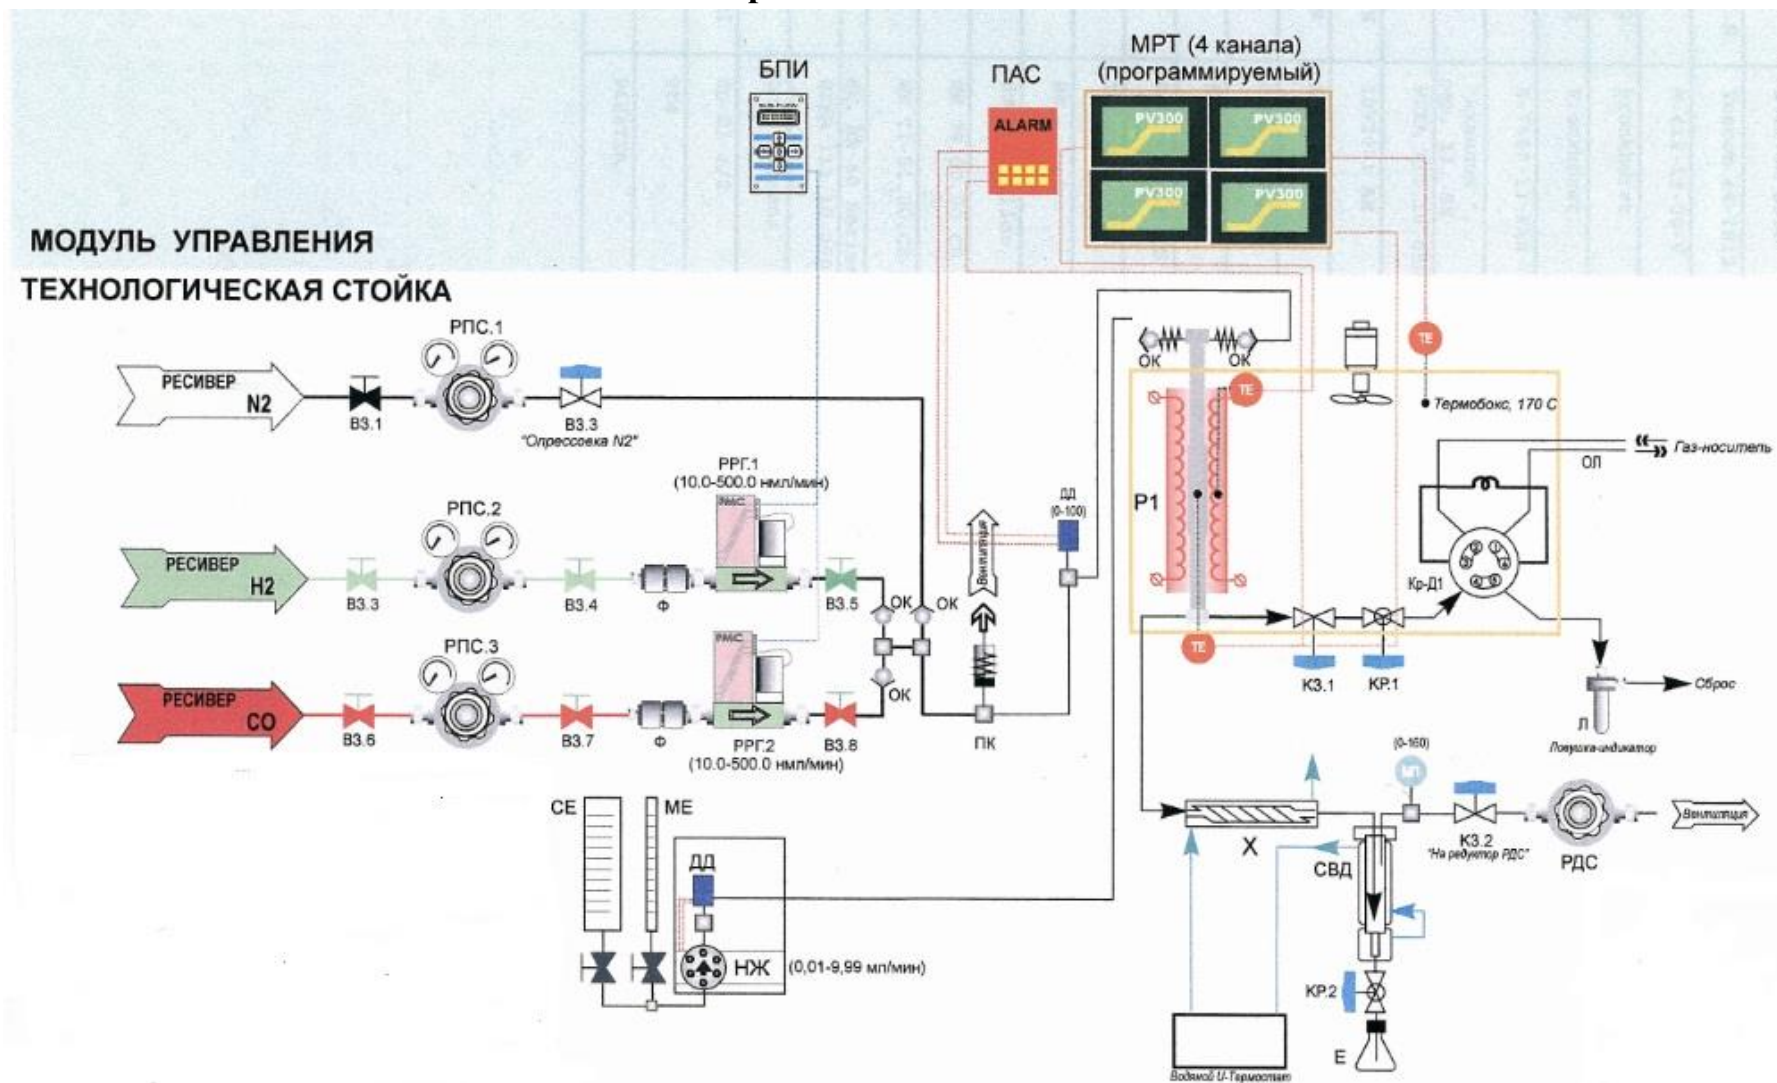 МРТ (4 канала)
(программируемый)
БПИ
ПАС
ALARM
PV300
PV300
PV300
PV300
МОДУЛЬ УПРАВЛЕНИЯ
ТЕХНОЛОГИЧЕСКАЯ СТОЙКА
РПС.1
РЕСИВЕР
N2
ВЗ.1
ВЗ.3
"Опрессовка N2"
ОК
ОК
TE
TE
Термобокс, 170 С
РРГ.1
(10.0-500.0 нмл/мин)
РПС.2
РЕСИВЕР
H2
ВЗ.3
ВЗ.4
Ф
ВЗ.5
ОК
ОК
Вентиляция
ДД
(0-100)
Р1
Газ-носитель
ОЛ
Кр-Д1
TE
КЗ.1
КР.1
РПС.3
РЕСИВЕР
CO
ВЗ.6
ВЗ.7
Ф
РРГ.2
(10.0-500.0 нмл/мин)
ВЗ.8
ОК
ПК
Сброс
Л
Ловушка-индикатор
(0-160)
МП
КЗ.2
"На редуктор РДС"
РДС
Вентиляция
Х
СВД
СЕ
МЕ
ДД
НЖ
(0,01-9,99 мл/мин)
КР.2
Е
Водяной U-Термостат